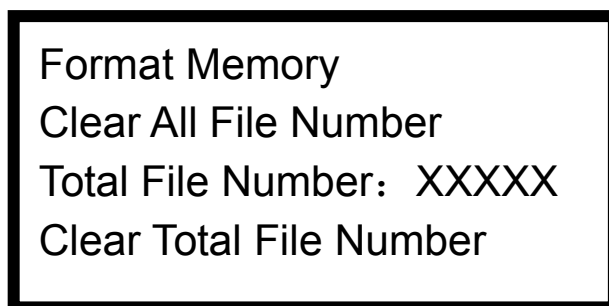 Format Memory
Clear All File Number
Total File Number：XXXXX
Clear Total File Number